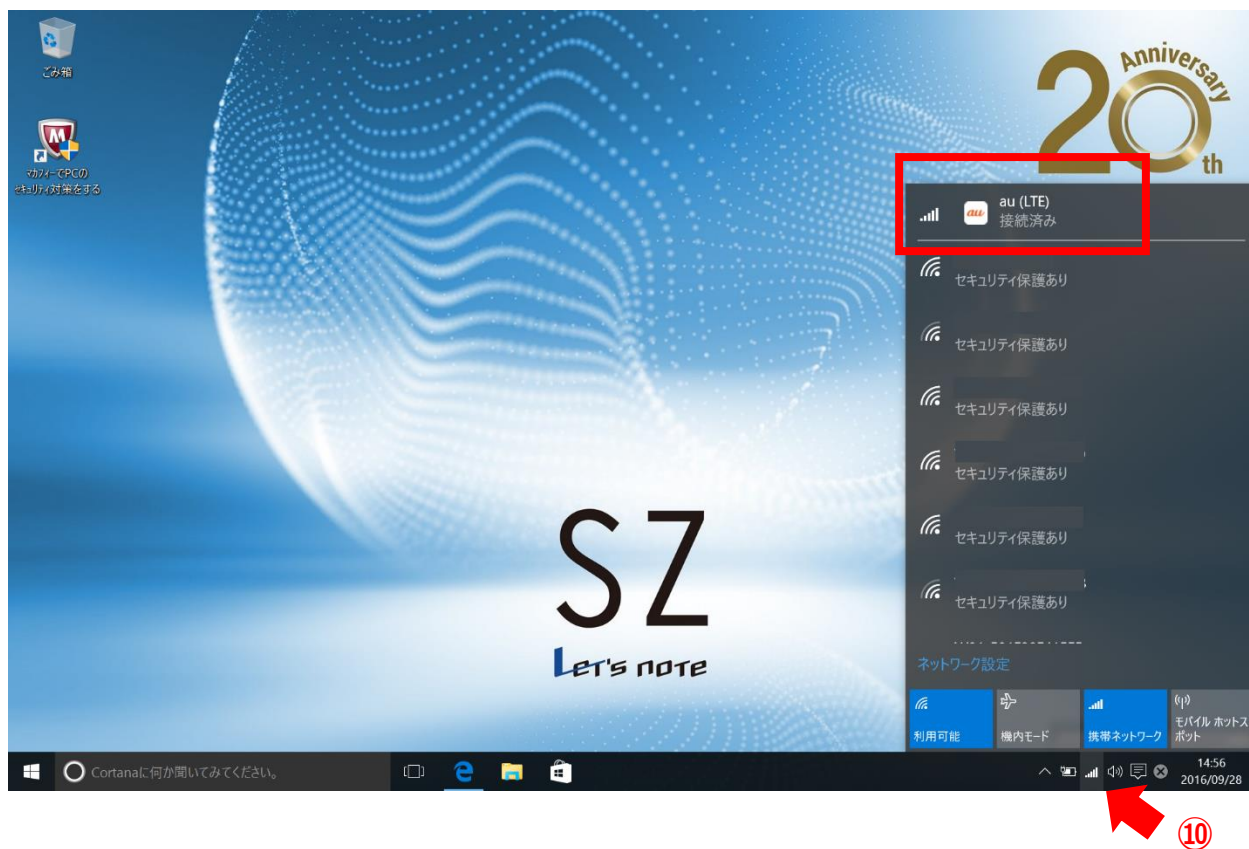 ごみ箱
マカフィーでPCの
セキュリティ対策をする
20th
Anniversary
au
au (LTE)
接続済み
セキュリティ保護あり
セキュリティ保護あり
セキュリティ保護あり
セキュリティ保護あり
セキュリティ保護あり
セキュリティ保護あり
SZ
Let's note
ネットワーク設定
利用可能
機内モード
携帯ネットワーク
モバイル ホットス
ポット
Cortanaに何か聞いてみてください。
14:56
2016/09/28
⑩